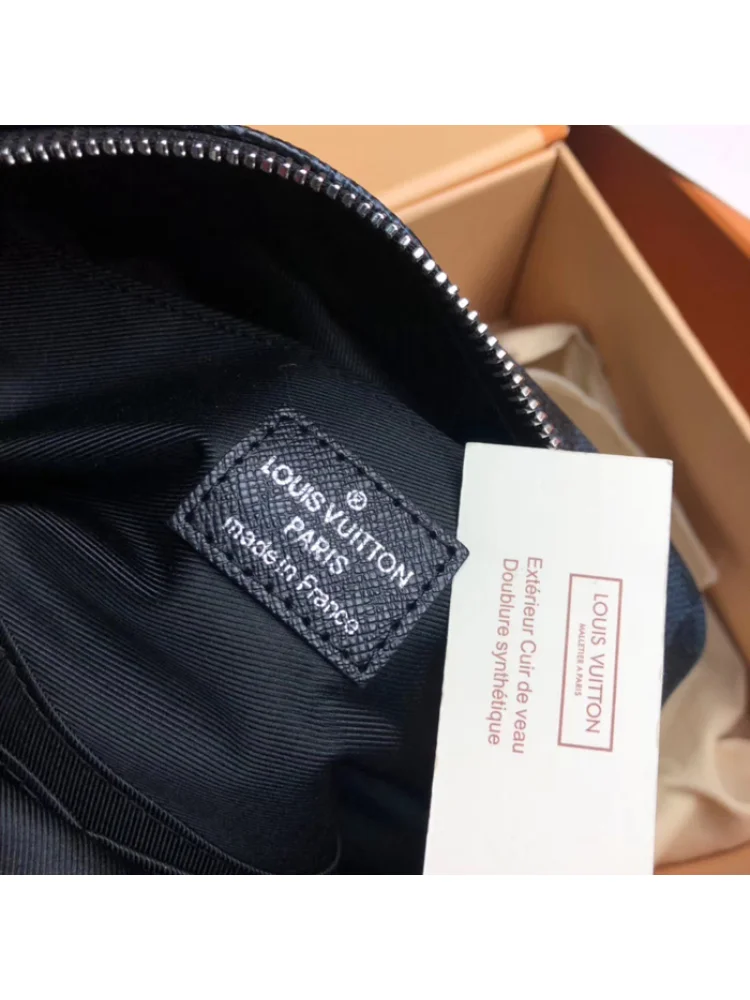 LOUIS VUITTON
PARIS
made in France
LOUIS VUITTON
MALLETIER A PARIS
Extérieur Cuir de veau
Doublure synthétique